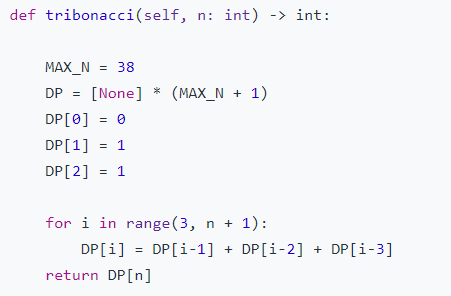 def tribonacci(self, n: int) -> int:
MAX_N = 38
DP = [None] * (MAX_N + 1)
DP[0] = 0
DP[1] = 1
DP[2] = 1
for i in range(3, n + 1):
DP[i] = DP[i-1] + DP[i-2] + DP[i-3]
return DP[n]